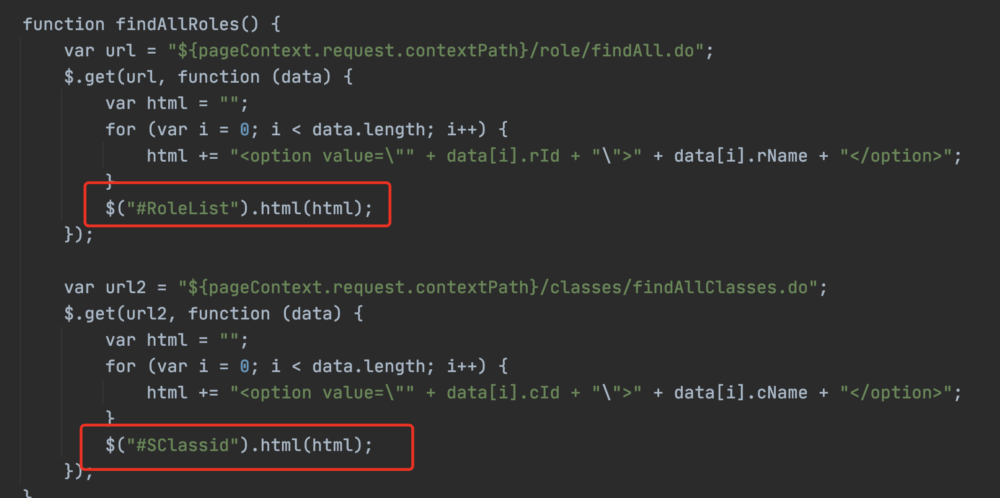 function findAllRoles() {
    var url = "${pageContext.request.contextPath}/role/findAll.do";
    $.get(url, function (data) {
        var html = "";
        for (var i = 0; i < data.length; i++) {
            html += "<option value=\"" + data[i].rId + "\">" + data[i].rName + "</option>";
        }
        $("#RoleList").html(html);
    });
    var url2 = "${pageContext.request.contextPath}/classes/findAllClasses.do";
    $.get(url2, function (data) {
        var html = "";
        for (var i = 0; i < data.length; i++) {
            html += "<option value=\"" + data[i].cId + "\">" + data[i].cName + "</option>";
        }
        $("#SClassid").html(html);
    });
}